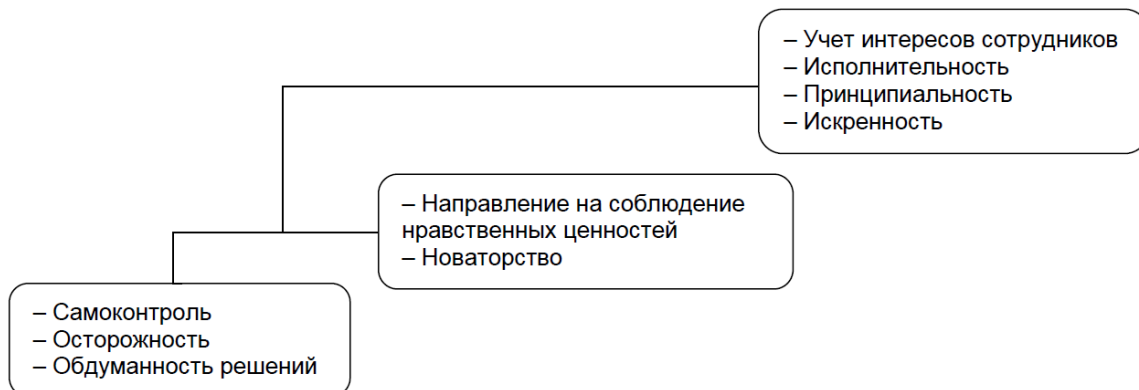 – Учет интересов сотрудников
– Исполнительность
– Принципиальность
– Искренность
– Направление на соблюдение
нравственных ценностей
– Новаторство
– Самоконтроль
– Осторожность
– Обдуманность решений